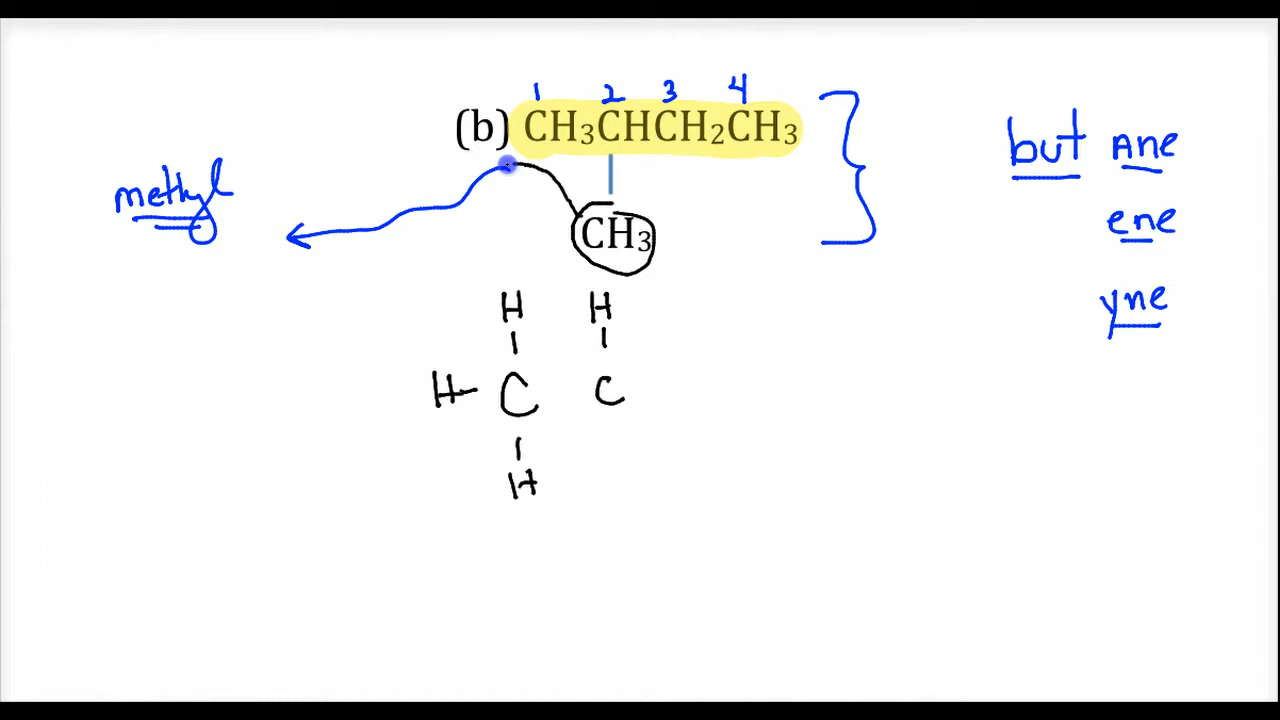 1 2 3 4
(b) CH₃CHCH₂CH₃
but Ane
methyl
ene
CH₃
yne
H H
H C C
H